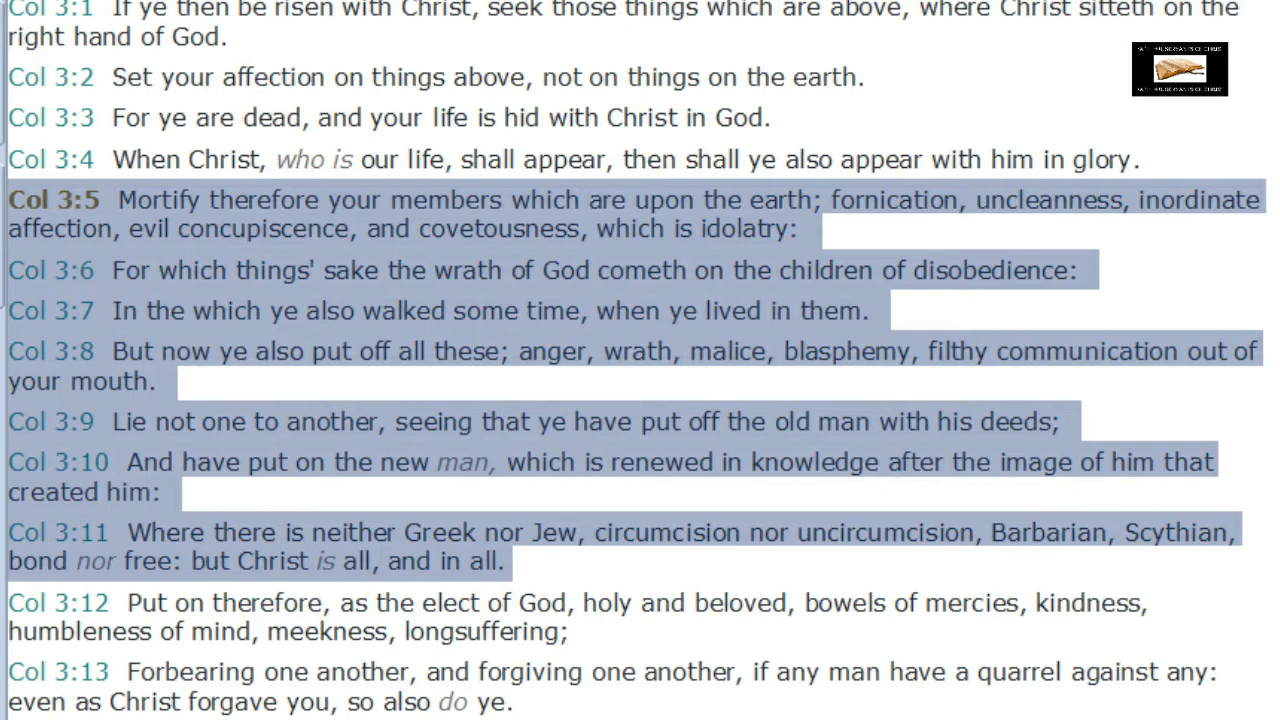 Col 3:1 If ye then be risen with Christ, seek those things which are above, where Christ sitteth on the
right hand of God.
Col 3:2 Set your affection on things above, not on things on the earth.
Col 3:3 For ye are dead, and your life is hid with Christ in God.
Col 3:4 When Christ, who is our life, shall appear, then shall ye also appear with him in glory.
Col 3:5 Mortify therefore your members which are upon the earth; fornication, uncleanness, inordinate
affection, evil concupiscence, and covetousness, which is idolatry:
Col 3:6 For which things' sake the wrath of God cometh on the children of disobedience:
Col 3:7 In the which ye also walked some time, when ye lived in them.
Col 3:8 But now ye also put off all these; anger, wrath, malice, blasphemy, filthy communication out of
your mouth.
Col 3:9 Lie not one to another, seeing that ye have put off the old man with his deeds;
Col 3:10 And have put on the new man, which is renewed in knowledge after the image of him that
created him:
Col 3:11 Where there is neither Greek nor Jew, circumcision nor uncircumcision, Barbarian, Scythian,
bond nor free: but Christ is all, and in all.
Col 3:12 Put on therefore, as the elect of God, holy and beloved, bowels of mercies, kindness,
humbleness of mind, meekness, longsuffering;
Col 3:13 Forbearing one another, and forgiving one another, if any man have a quarrel against any:
even as Christ forgave you, so also do ye.